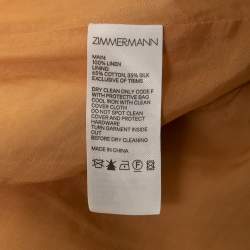 ZIMMERMANN
MAIN:
100% LINEN
LINING:
65% COTTON, 35% SILK
EXCLUSIVE OF TRIMS
DRY CLEAN ONLY CODE F
WITH PROTECTIVE BAG
COOL IRON WITH CLEAN
COVER CLOTH
DO NOT SPOT CLEAN
COVER AND PROTECT
HARDWARE
TURN GARMENT INSIDE
OUT
BEFORE DRY CLEANING
MADE IN CHINA
F